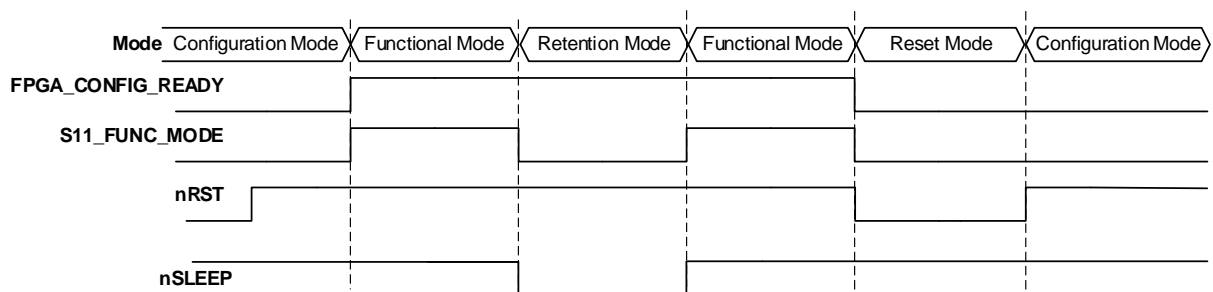 Mode Configuration Mode Functional Mode Retention Mode Functional Mode Reset Mode Configuration Mode
FPGA_CONFIG_READY
S11_FUNC_MODE
nRST
nSLEEP